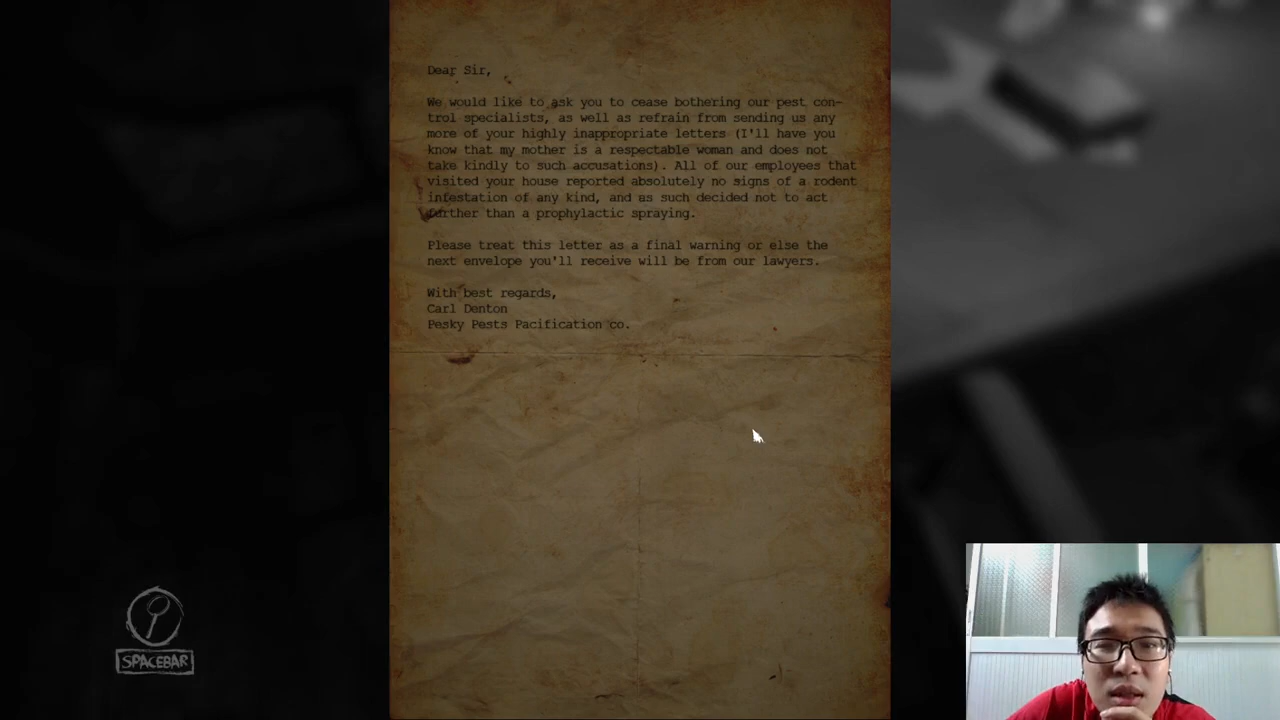 Dear Sir,
We would like to ask you to cease bothering our pest con-
trol specialists, as well as refrain from sending us any
more of your highly inappropriate letters (I'll have you
know that my mother is a respectable woman and does not
take kindly to such accusations). All of our employees that
visited your house reported absolutely no signs of a rodent
infestation of any kind, and as such decided not to act
further than a prophylactic spraying.
Please treat this letter as a final warning or else the
next envelope you'll receive will be from our lawyers.
With best regards,
Carl Denton
Pesky Pests Pacification co.
SPACEBAR